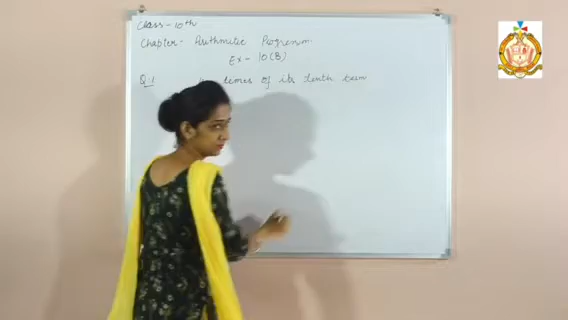 Class- 10th
Chapter- Arithmetic Progression
Ex- 10(B)
Q.1 times of its tenth term